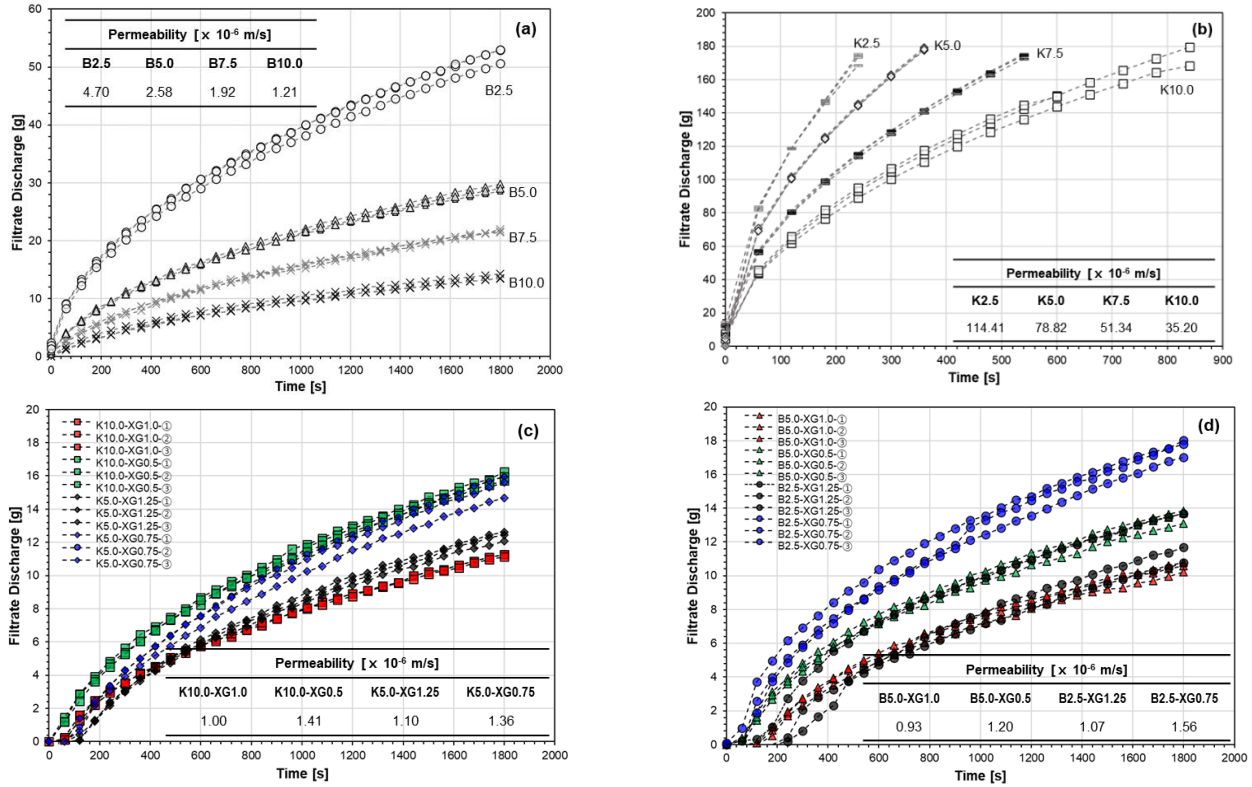 (a)
Permeability [ x 10-6 m/s]
B2.5 B5.0 B7.5 B10.0
4.70 2.58 1.92 1.21
B2.5
B5.0
B7.5
B10.0
Filtrate Discharge [g]
60
50
40
30
20
10
0
0 200 400 600 800 1000 1200 1400 1600 1800 2000
Time [s]
(b)
K2.5
K5.0
K7.5
K10.0
Permeability [ x 10-6 m/s]
K2.5 K5.0 K7.5 K10.0
114.41 78.82 51.34 35.20
Filtrate Discharge [g]
200
180
160
140
120
100
80
60
40
20
0
0 100 200 300 400 500 600 700 800 900
Time [s]
(c)
K10.0-XG1.0-①
K10.0-XG1.0-②
K10.0-XG1.0-③
K10.0-XG0.5-①
K10.0-XG0.5-②
K10.0-XG0.5-③
K5.0-XG1.25-①
K5.0-XG1.25-②
K5.0-XG1.25-③
K5.0-XG0.75-①
K5.0-XG0.75-②
K5.0-XG0.75-③
Permeability [ x 10-6 m/s]
K10.0-XG1.0 K10.0-XG0.5 K5.0-XG1.25 K5.0-XG0.75
1.00 1.41 1.10 1.36
Filtrate Discharge [g]
20
18
16
14
12
10
8
6
4
2
0
0 200 400 600 800 1000 1200 1400 1600 1800 2000
Time [s]
(d)
B5.0-XG1.0-①
B5.0-XG1.0-②
B5.0-XG1.0-③
B5.0-XG0.5-①
B5.0-XG0.5-②
B5.0-XG0.5-③
B2.5-XG1.25-①
B2.5-XG1.25-②
B2.5-XG1.25-③
B2.5-XG0.75-①
B2.5-XG0.75-②
B2.5-XG0.75-③
Permeability [ x 10-6 m/s]
B5.0-XG1.0 B5.0-XG0.5 B2.5-XG1.25 B2.5-XG0.75
0.93 1.20 1.07 1.56
Filtrate Discharge [g]
20
18
16
14
12
10
8
6
4
2
0
0 200 400 600 800 1000 1200 1400 1600 1800 2000
Time [s]